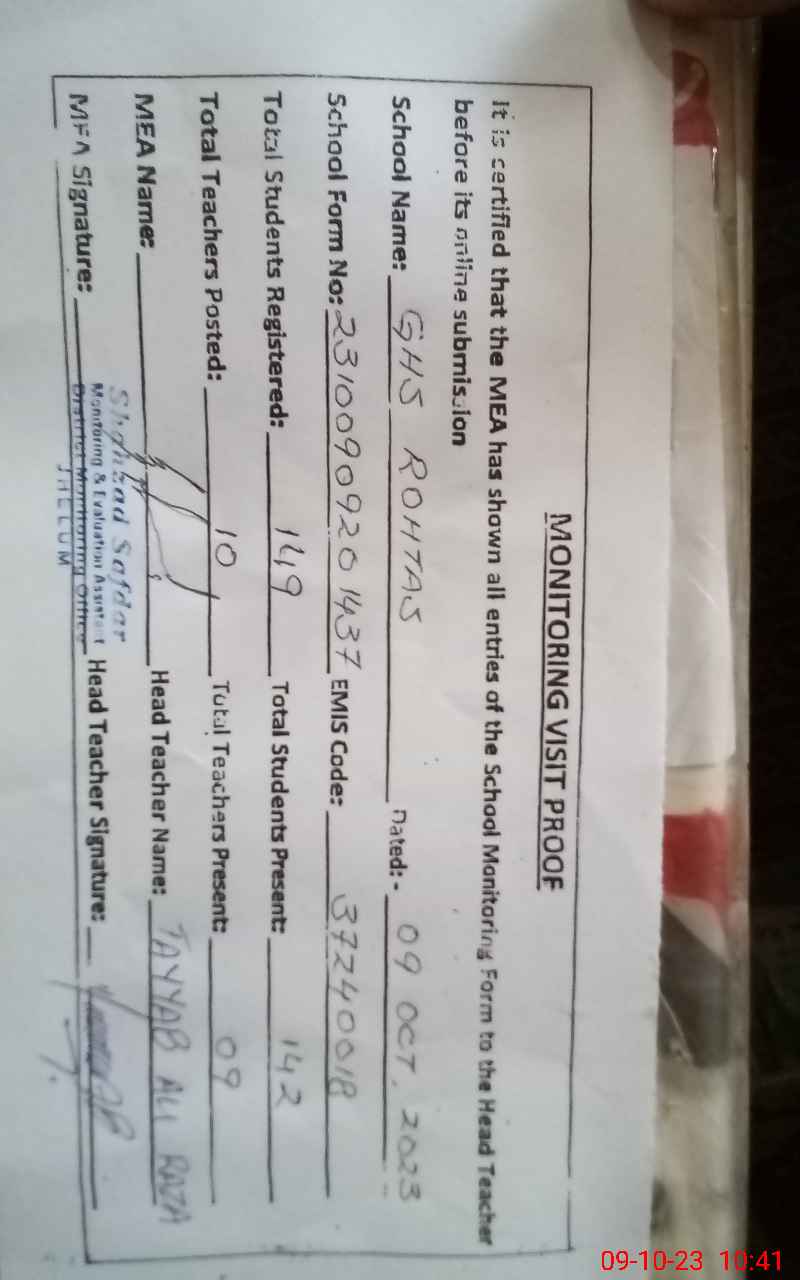 MONITORING VISIT PROOF
It is certified that the MEA has shown all entries of the School Monitoring Form to the Head Teacher
before its online submission
School Name: GHS ROHTAS Dated:- 09 OCT, 2023
School Form No: 23100909201437 EMIS Code: 37240018
Total Students Registered: 149 Total Students Present: 142
Total Teachers Posted: 10 Total Teachers Present: 09
MEA Name: Head Teacher Name: TAYYAB ALI RAZA
Shahzad Safdar
Monitoring & Evaluation Assistant
MEA Signature: District Monitoring Office Head Teacher Signature:
JHELUM
09-10-23 10:41